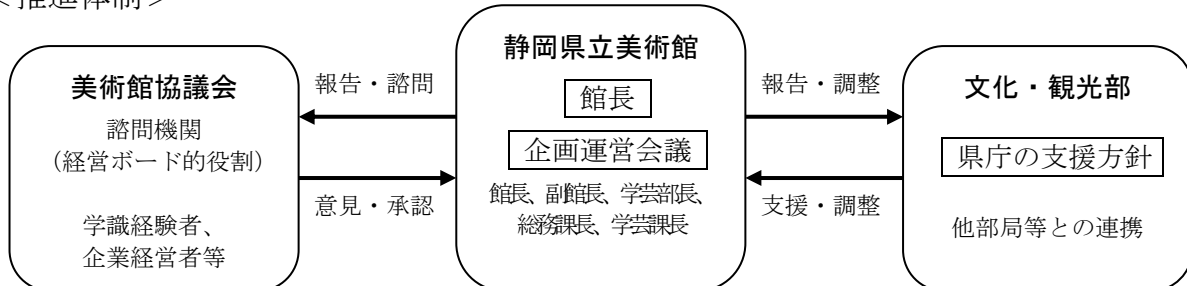 ＜推進体制＞
美術館協議会
諮問機関
（経営ボード的役割）
学識経験者、
企業経営者等
報告・諮問
意見・承認
静岡県立美術館
館長
企画運営会議
館長、副館長、学芸部長、
総務課長、学芸課長
報告・調整
支援・調整
文化・観光部
県庁の支援方針
他部局等との連携